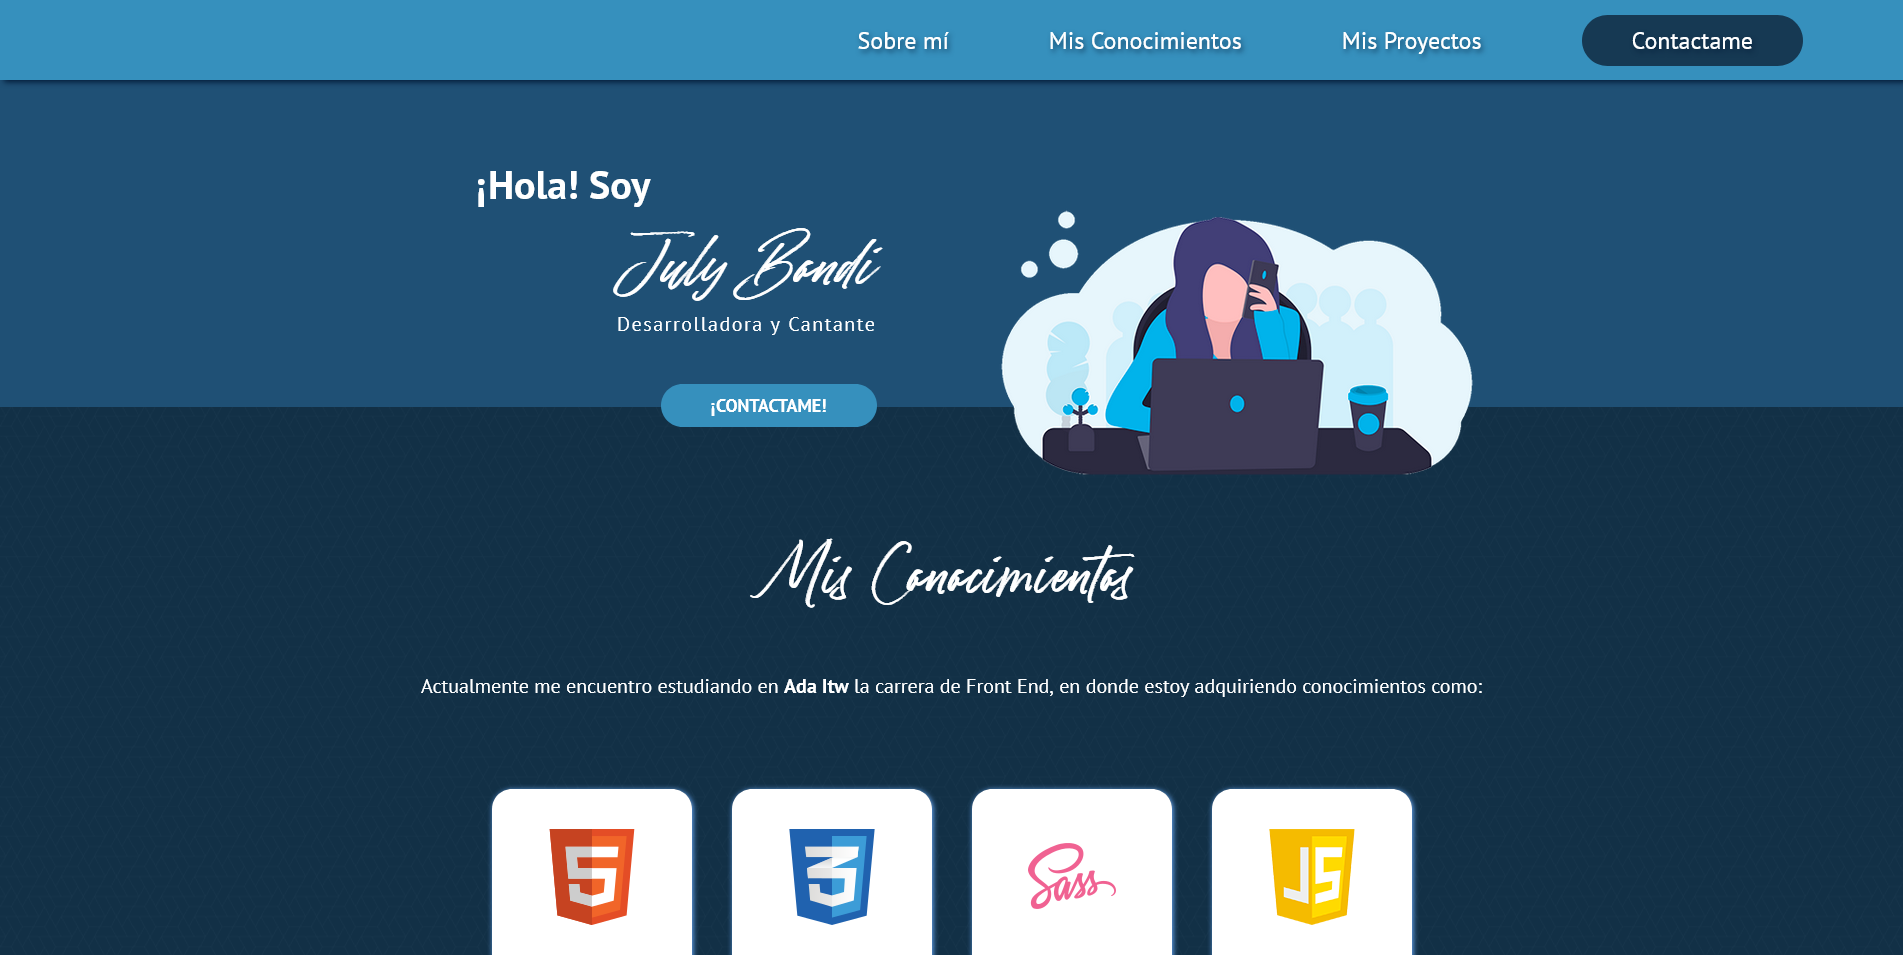 Sobre mí Mis Conocimientos Mis Proyectos Contactame
¡Hola! Soy
July Bandi
Desarrolladora y Cantante
¡CONTACTAME!
Mis Conocimientos
Actualmente me encuentro estudiando en Ada Itw la carrera de Front End, en donde estoy adquiriendo conocimientos como:
5 3 Sass JS